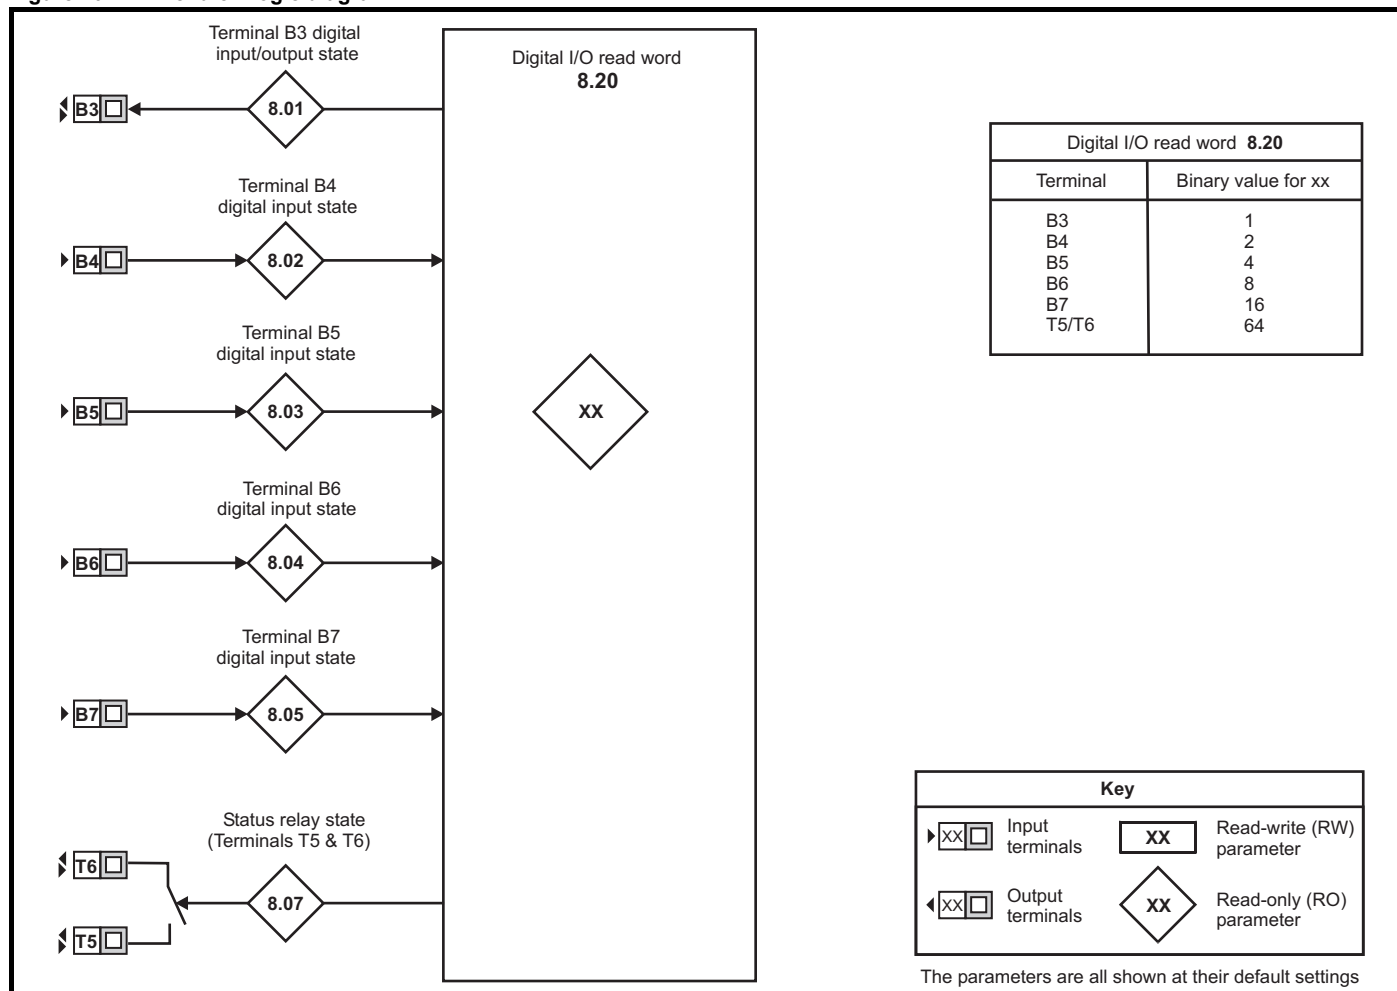 Terminal B3 digital
input/output state
B3
8.01
Digital I/O read word
8.20
Terminal B4
digital input state
B4
8.02
Terminal B5
digital input state
B5
8.03
XX
Terminal B6
digital input state
B6
8.04
Terminal B7
digital input state
B7
8.05
Status relay state
(Terminals T5 & T6)
T6
8.07
T5
Digital I/O read word 8.20
Terminal Binary value for xx
B3 1
B4 2
B5 4
B6 8
B7 16
T5/T6 64
Key
XX
Input
terminals
XX
Read-write (RW)
parameter
XX
Output
terminals
XX
Read-only (RO)
parameter
The parameters are all shown at their default settings